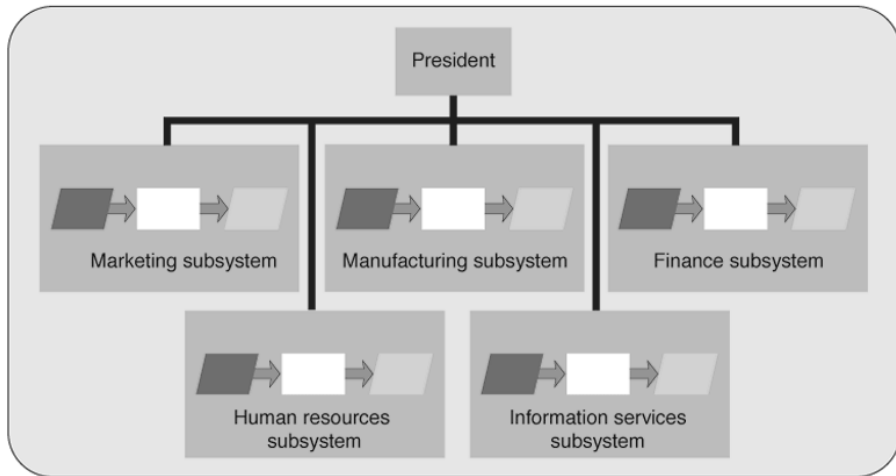 President
Marketing subsystem
Manufacturing subsystem
Finance subsystem
Human resources
subsystem
Information services
subsystem